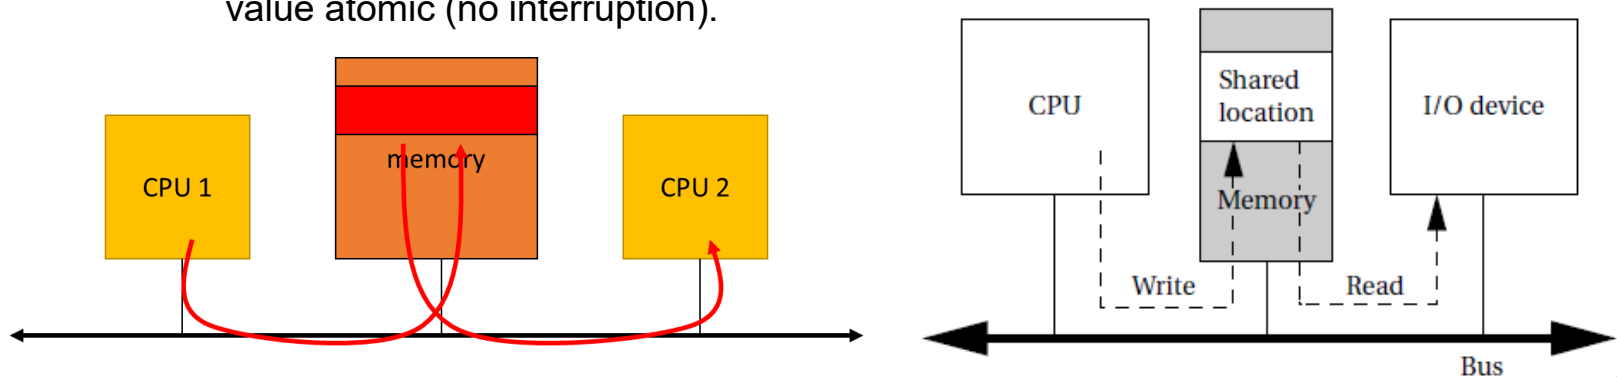 value atomic (no interruption).
memory
CPU 1
CPU 2
Shared
location
CPU
I/O device
Memory
Write
Read
Bus